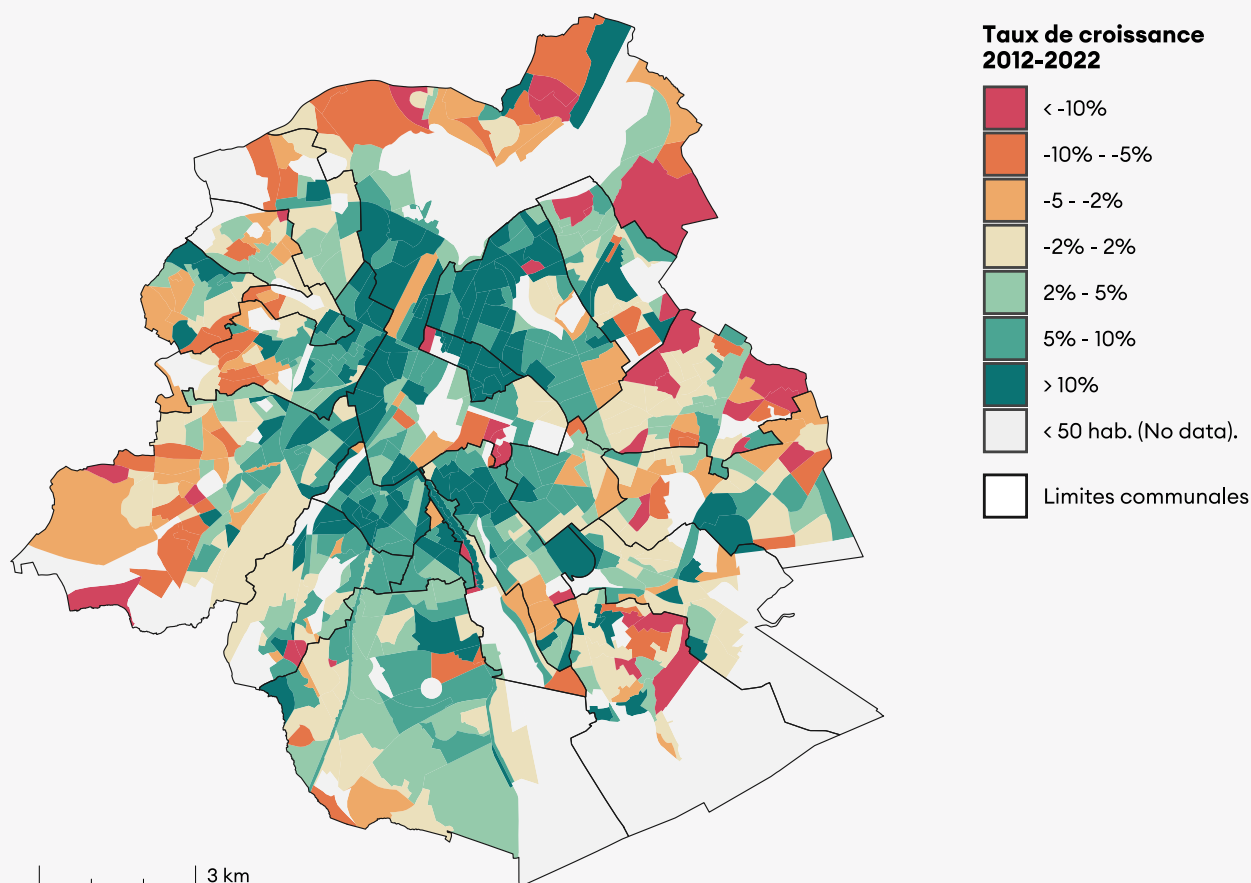 Taux de croissance
2012-2022
< -10%
-10% - -5%
-5 - -2%
-2% - 2%
2% - 5%
5% - 10%
> 10%
< 50 hab. (No data).
Limites communales
3 km